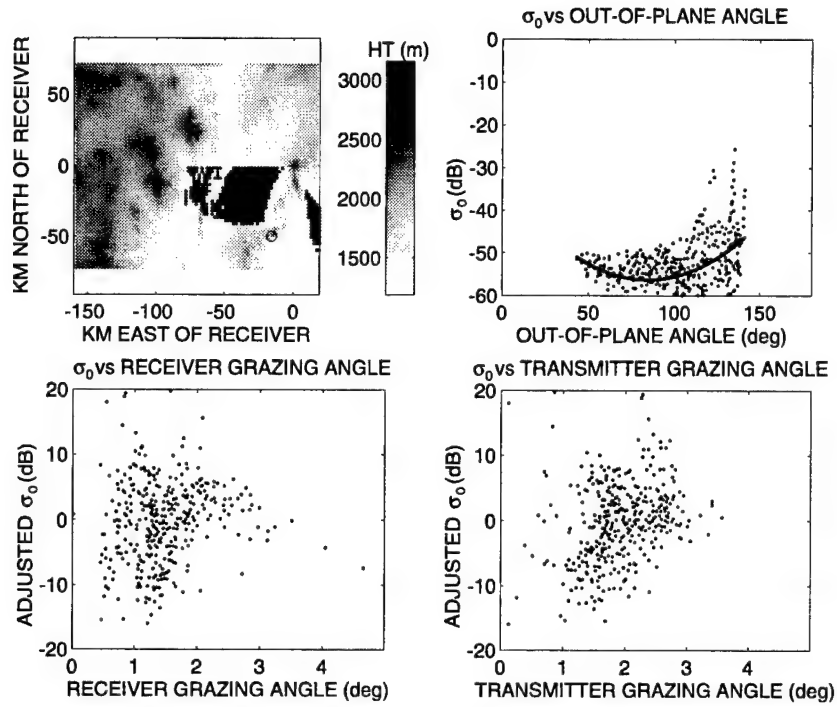 σ₀ vs OUT-OF-PLANE ANGLE
HT (m)
KM NORTH OF RECEIVER
50
0
-50
-150 -100 -50 0
KM EAST OF RECEIVER
3000
2500
2000
1500
σ₀(dB)
0
-10
-20
-30
-40
-50
-60
0 50 100 150
OUT-OF-PLANE ANGLE (deg)
σ₀ vs RECEIVER GRAZING ANGLE
ADJUSTED σ₀ (dB)
20
10
0
-10
-20
0 1 2 3 4
RECEIVER GRAZING ANGLE (deg)
σ₀ vs TRANSMITTER GRAZING ANGLE
ADJUSTED σ₀ (dB)
20
10
0
-10
-20
0 1 2 3 4
TRANSMITTER GRAZING ANGLE (deg)